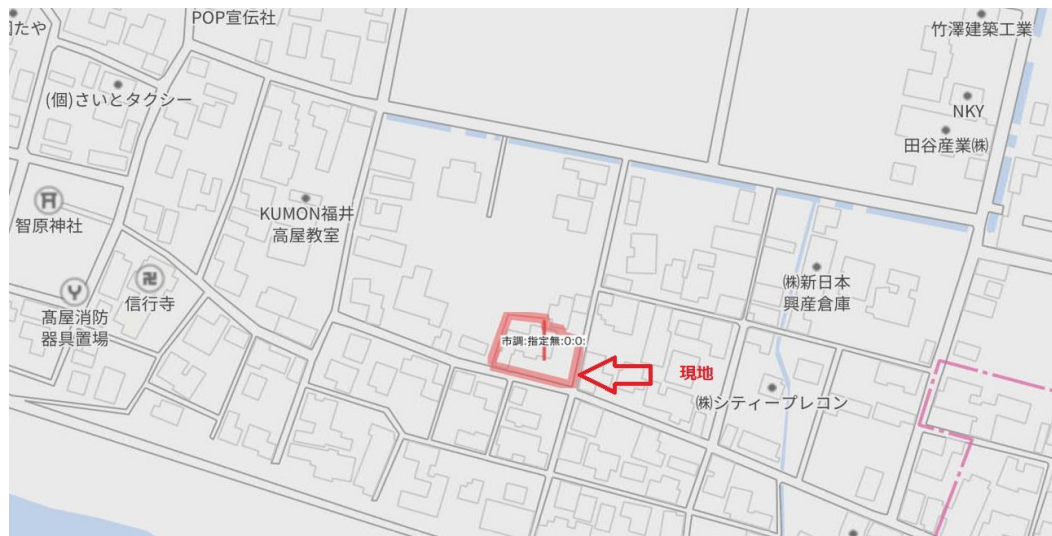 POP宣伝社
たや
竹澤建築工業
(個)さいとタクシー
NKY
田谷産業㈱
智原神社
KUMON福井
高屋教室
信行寺
髙屋消防
器具置場
㈱新日本
興産倉庫
市調:指定無:0:0:
現地
㈱シティープレコン